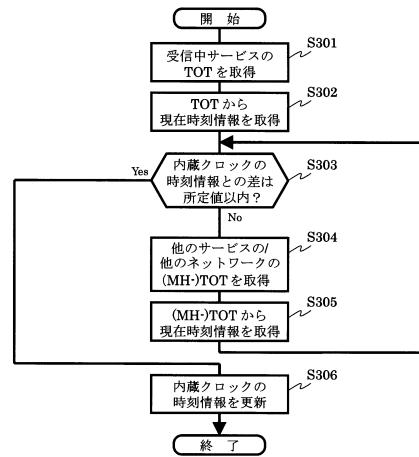 開 始
S301
受信中サービスの
TOTを取得
S302
TOTから
現在時刻情報を取得
S303
内蔵クロックの
時刻情報との差は
所定値以内？
Yes
No
S304
他のサービスの/
他のネットワークの
(MH-)TOTを取得
S305
(MH-)TOTから
現在時刻情報を取得
S306
内蔵クロックの
時刻情報を更新
終 了